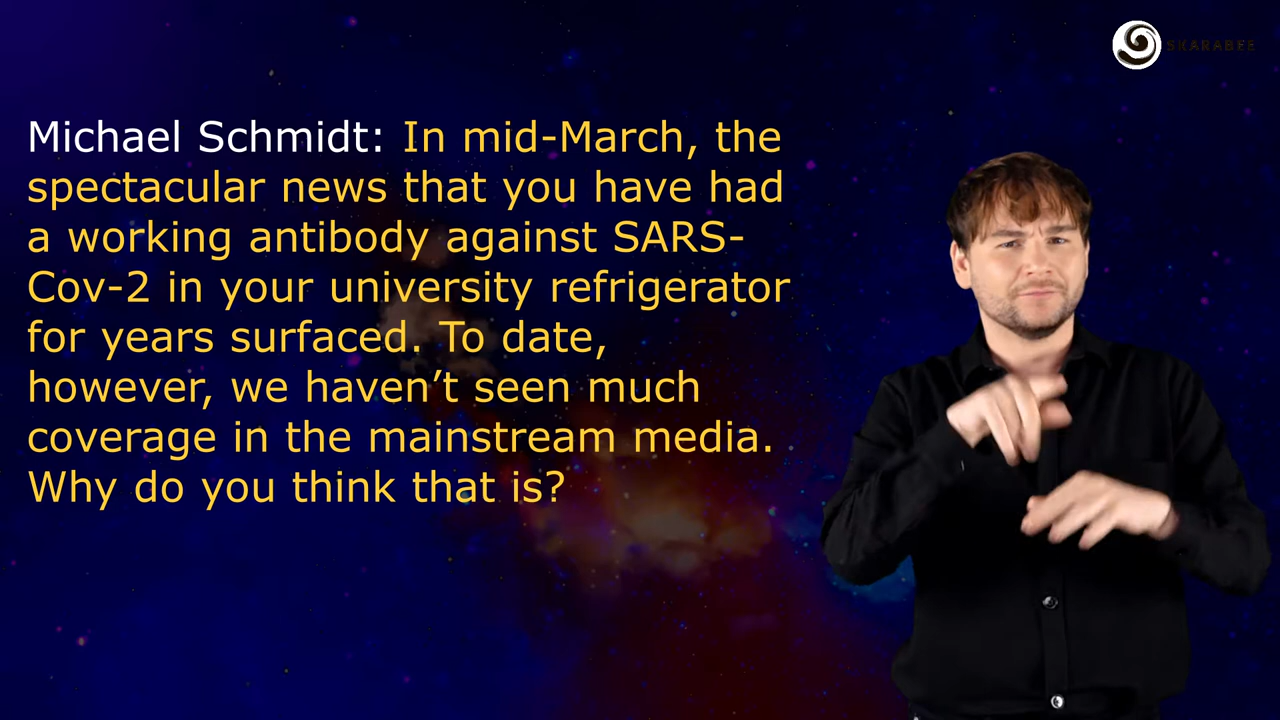 SKARABEE
Michael Schmidt: In mid-March, the
spectacular news that you have had
a working antibody against SARS-
Cov-2 in your university refrigerator
for years surfaced. To date,
however, we haven’t seen much
coverage in the mainstream media.
Why do you think that is?